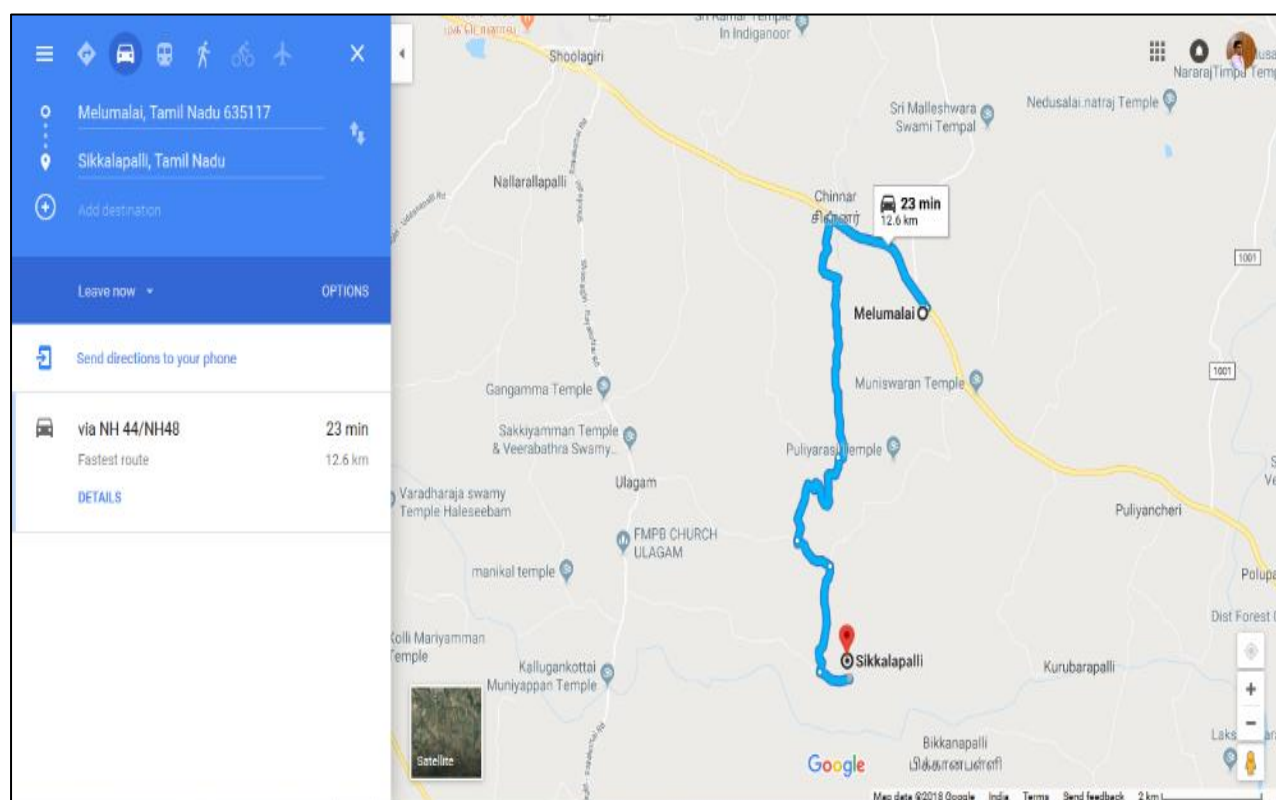 Melumalai, Tamil Nadu 635117
Sikkalapalli, Tamil Nadu
Add destination
Leave now
OPTIONS
Send directions to your phone
via NH 44/NH48
23 min
Fastest route
12.6 km
DETAILS
In Indiganoor
Shoolagiri
Sri Malleshwara
Swami Tempal
Nedusalai.natraj Temple
Nallarallapalli
Chinnar
23 min
12.6 km
1001
Melumalai
1001
Muniswaran Temple
Gangamma Temple
Sakkiyamman Temple
& Veerabathra Swamy...
Puliyarasi Temple
Ulagam
Varadharaja swamy
Temple Haleseebam
Puliyancheri
FMPB CHURCH
ULAGAM
manikal temple
Polupa
Dist Forest
Kolli Mariyamman
Temple
Sikkalapalli
Kallugankottai
Muniyappan Temple
Kurubarapalli
Satellite
Google
Bikkanapalli
Map data ©2018 Google India Terms Send feedback 2 km